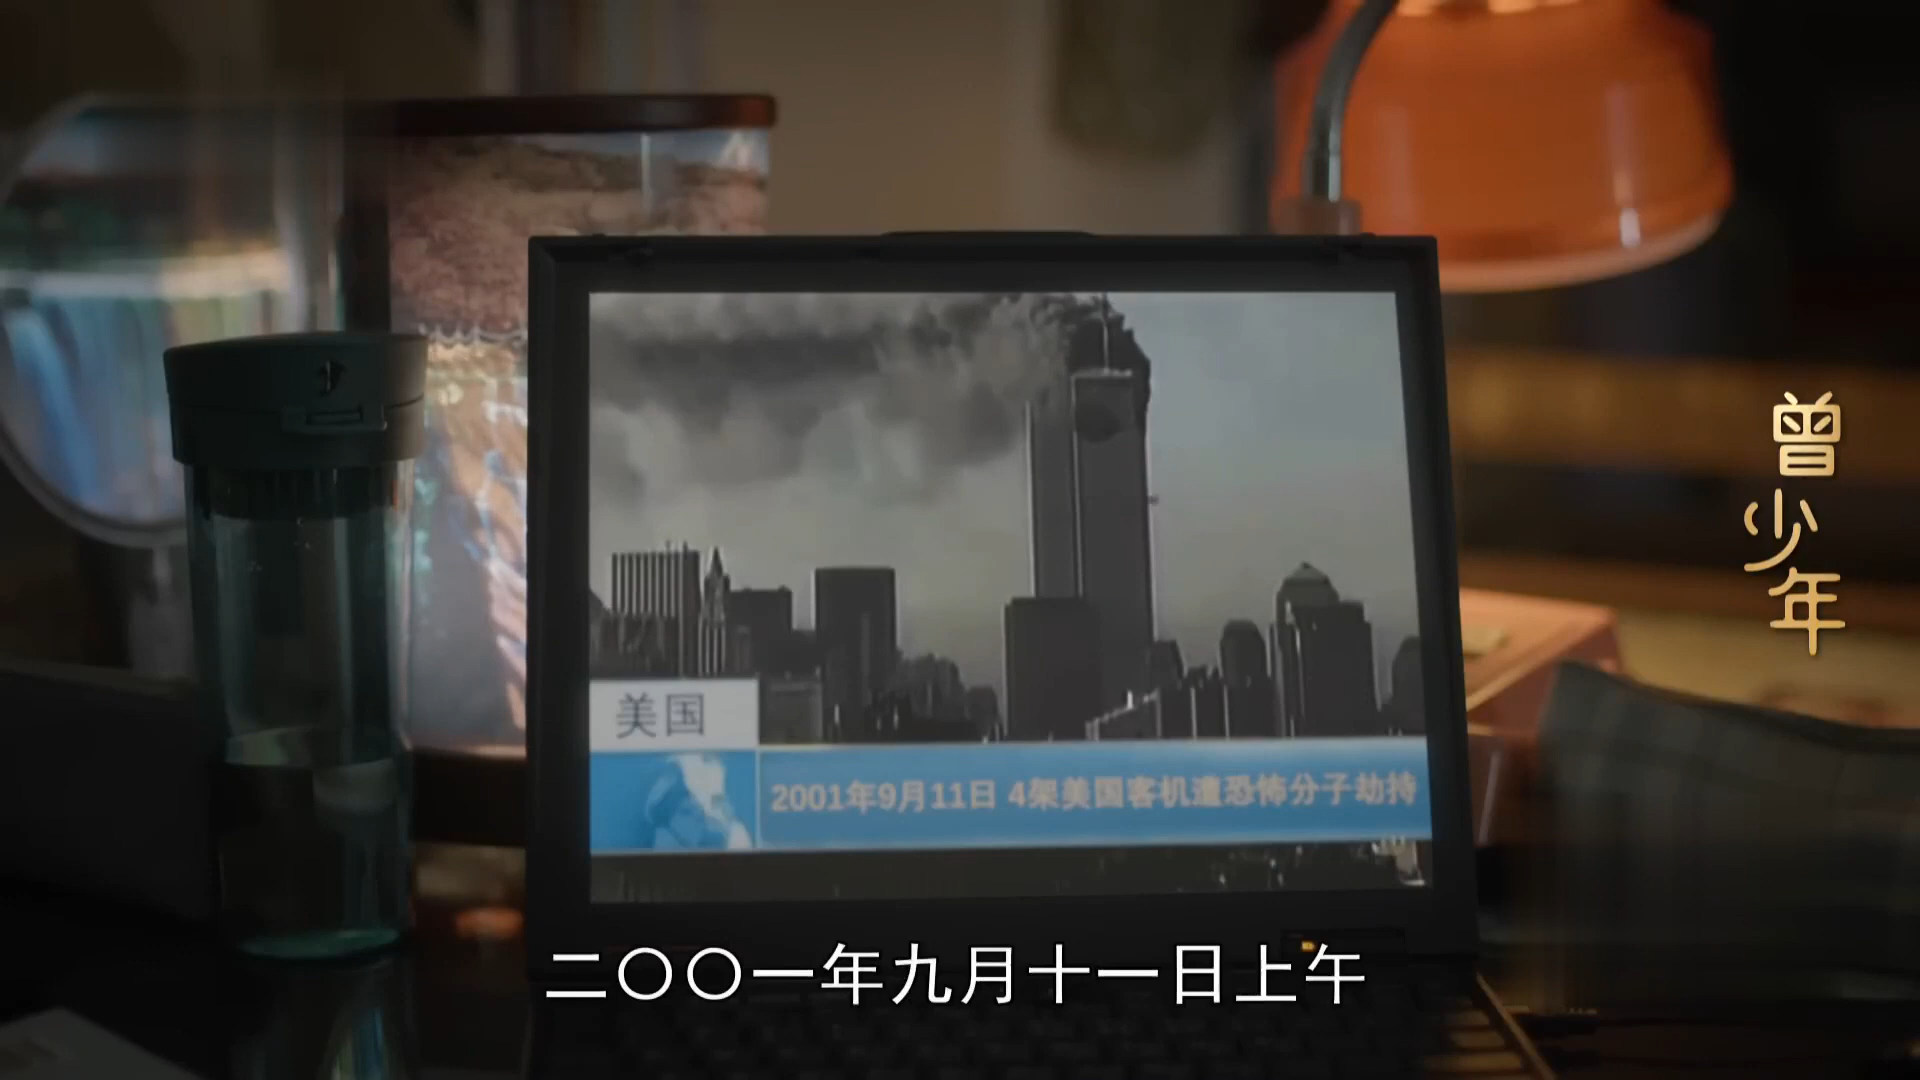 曾少年
美国
2001年9月11日 4架美国客机遭恐怖分子劫持
二〇〇一年九月十一日上午